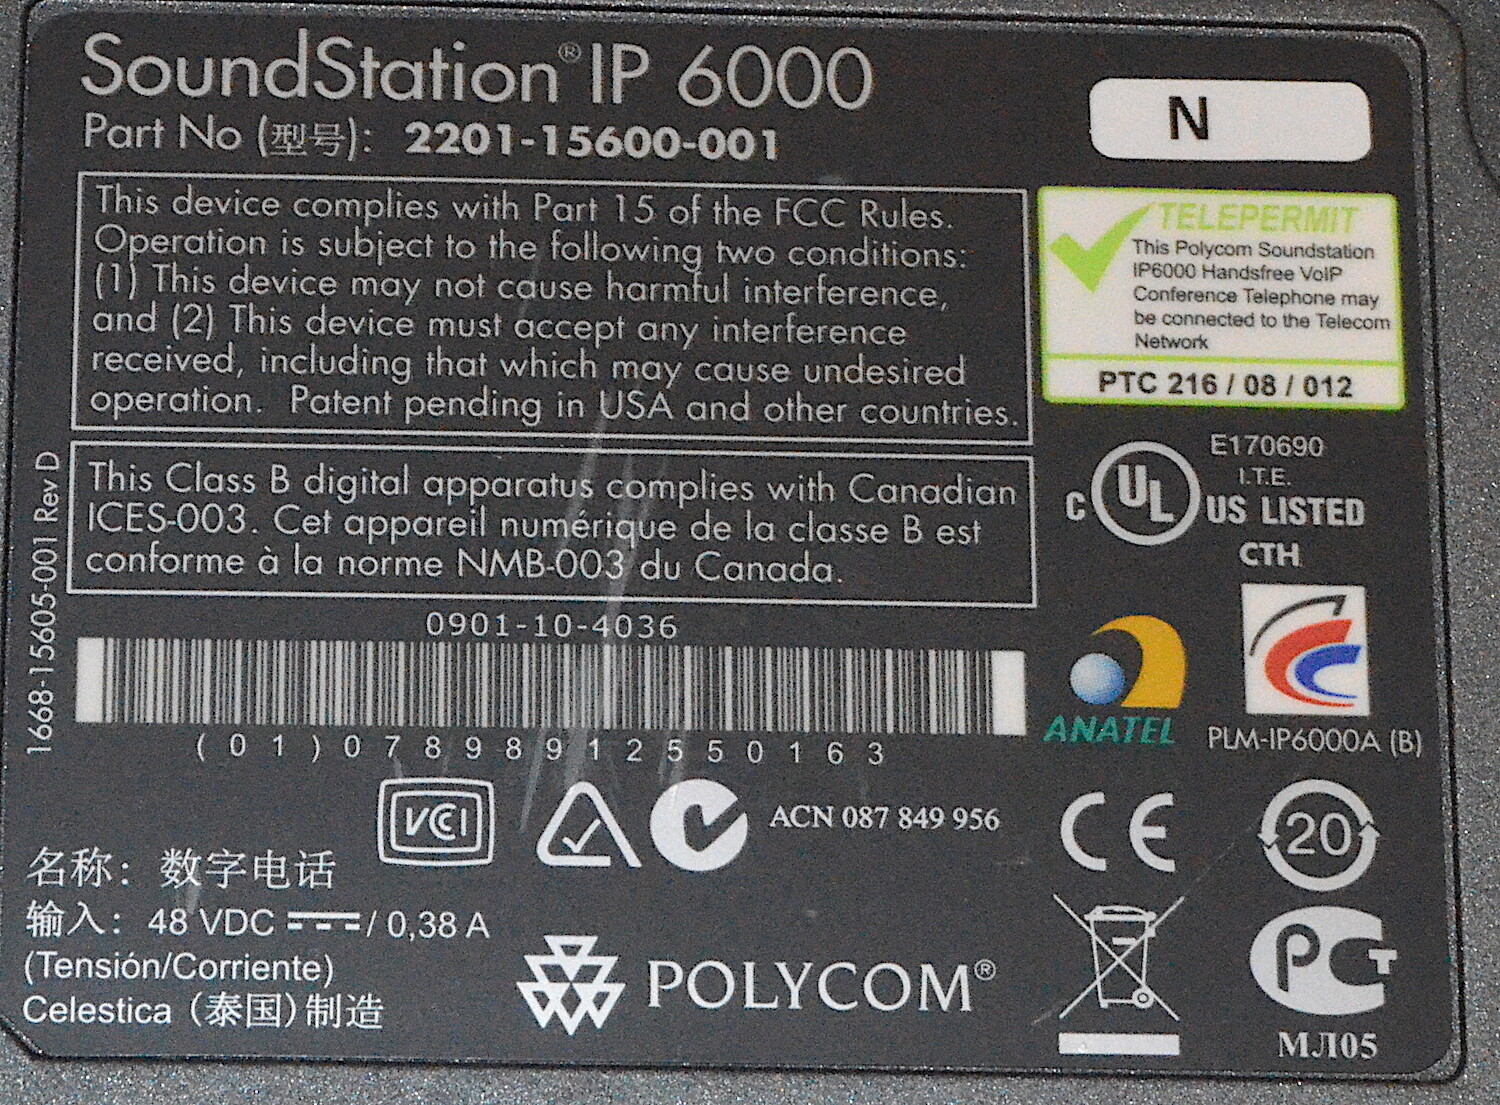 SoundStation® IP 6000
Part No (型号): 2201-15600-001
N
This device complies with Part 15 of the FCC Rules.
Operation is subject to the following two conditions:
(1) This device may not cause harmful interference,
and (2) This device must accept any interference
received, including that which may cause undesired
operation. Patent pending in USA and other countries.
TELEPERMIT
This Polycom Soundstation
IP6000 Handsfree VoIP
Conference Telephone may
be connected to the Telecom
Network
PTC 216 / 08 / 012
This Class B digital apparatus complies with Canadian
ICES-003. Cet appareil numérique de la classe B est
conforme à la norme NMB-003 du Canada.
E170690
I.T.E.
C UL US LISTED
CTH
1668-15605-001 Rev D
0901-10-4036
(01)07898912550163
ANATEL
PLM-IP6000A (B)
VCCI
ACN 087 849 956
CE
20
名称: 数字电话
输入: 48 VDC / 0,38 A
(Tensión/Corriente)
Celestica (泰国) 制造
POLYCOM®
РСТ
МЛ05